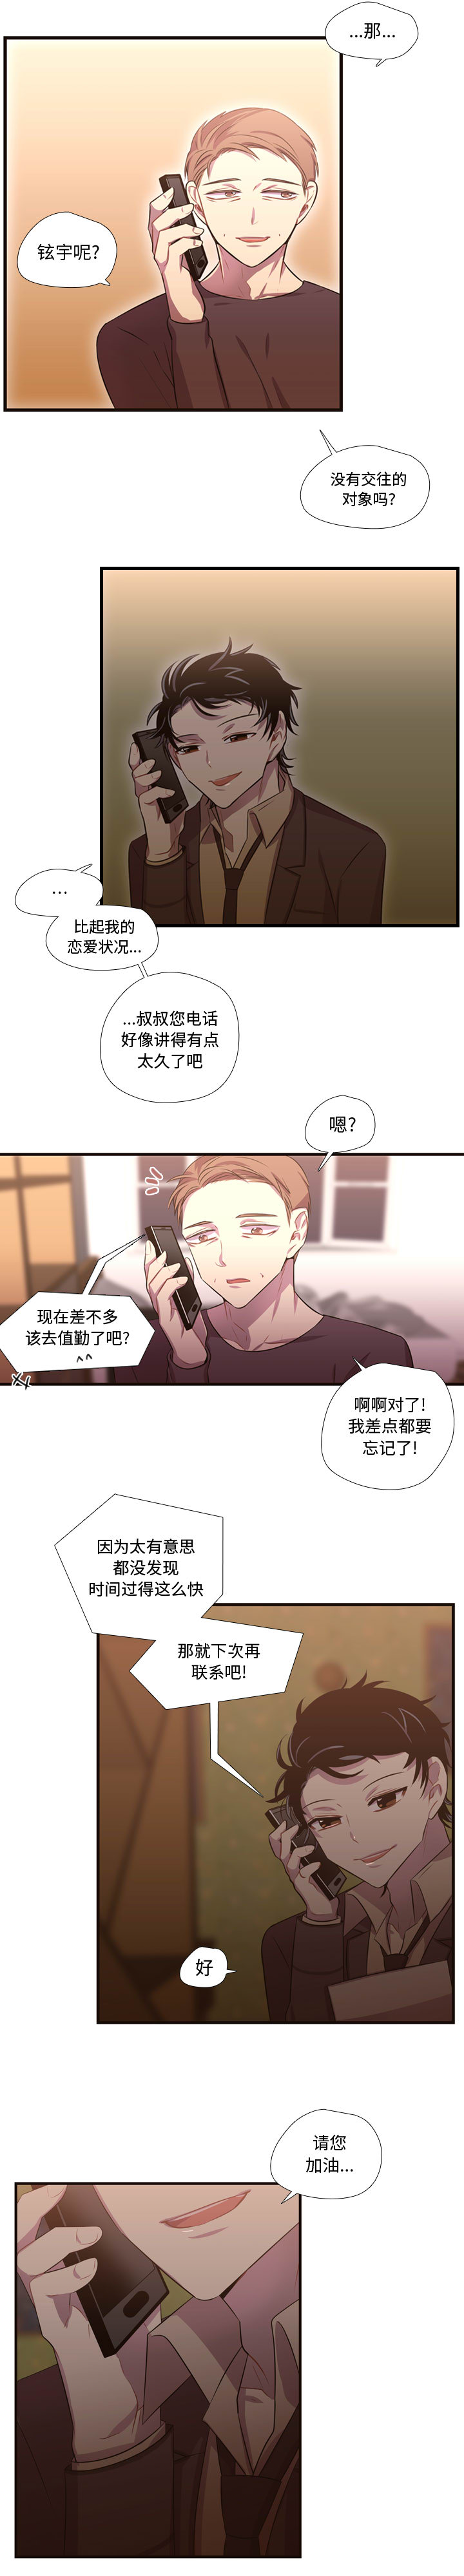 ...那...
铉宇呢?
没有交往的
对象吗?
...
比起我的
恋爱状况...
...叔叔您电话
好像讲得有点
太久了吧
嗯?
现在差不多
该去值勤了吧?
^^
啊啊对了!
我差点都要
忘记了!
因为太有意思
都没发现
时间过得这么快
那就下次再
联系吧!
好
请您
加油...